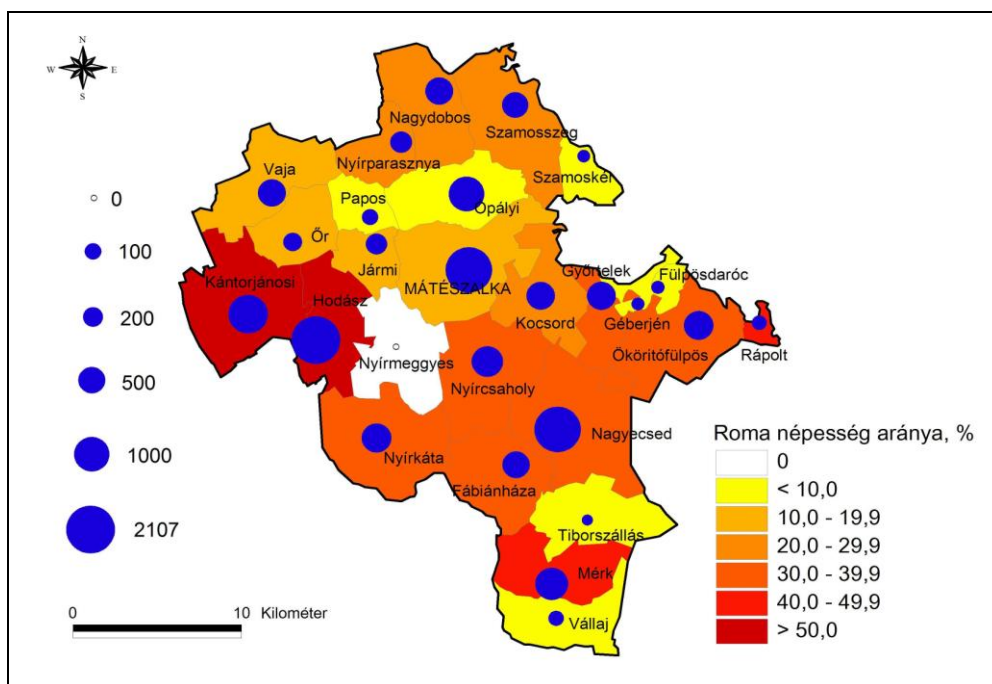 N
W E
S
Nagydobos
Szamosszeg
Nyírparasznya
Szamoskér
Vaja
Papos
Ópályi
Őr
Jármi
MÁTÉSZALKA
Győrtelek
Fülpösdaróc
Kántorjánosi
Hodász
Kocsord
Géberjén
Ököritófülpös
Rápolt
Nyírmeggyes
Nyírcsaholy
Nagyecsed
Nyírkáta
Fábiánháza
Tiborszállás
Mérk
Vállaj
0
100
200
500
1000
2107
0 10 Kilométer
Roma népesség aránya, %
0
< 10,0
10,0 - 19,9
20,0 - 29,9
30,0 - 39,9
40,0 - 49,9
> 50,0